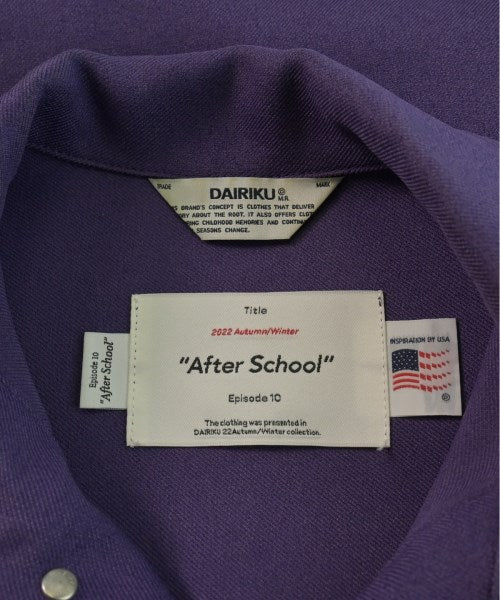 TRADE DAIRIKU® MARK
M.R.
BRAND'S CONCEPT IS CLOTHES THAT DELIVER
ABOUT THE ROOT. IT ALSO OFFERS
CHILDHOOD MEMORIES AND
SEASONS CHANGE.
Title
2022 Autumn/Winter
"After School"
Episode 10
The clothing was presented in
DAIRIKU 22Autumn/Winter collection.
Episode 10
"After School"
INSPIRATION BY USA
®